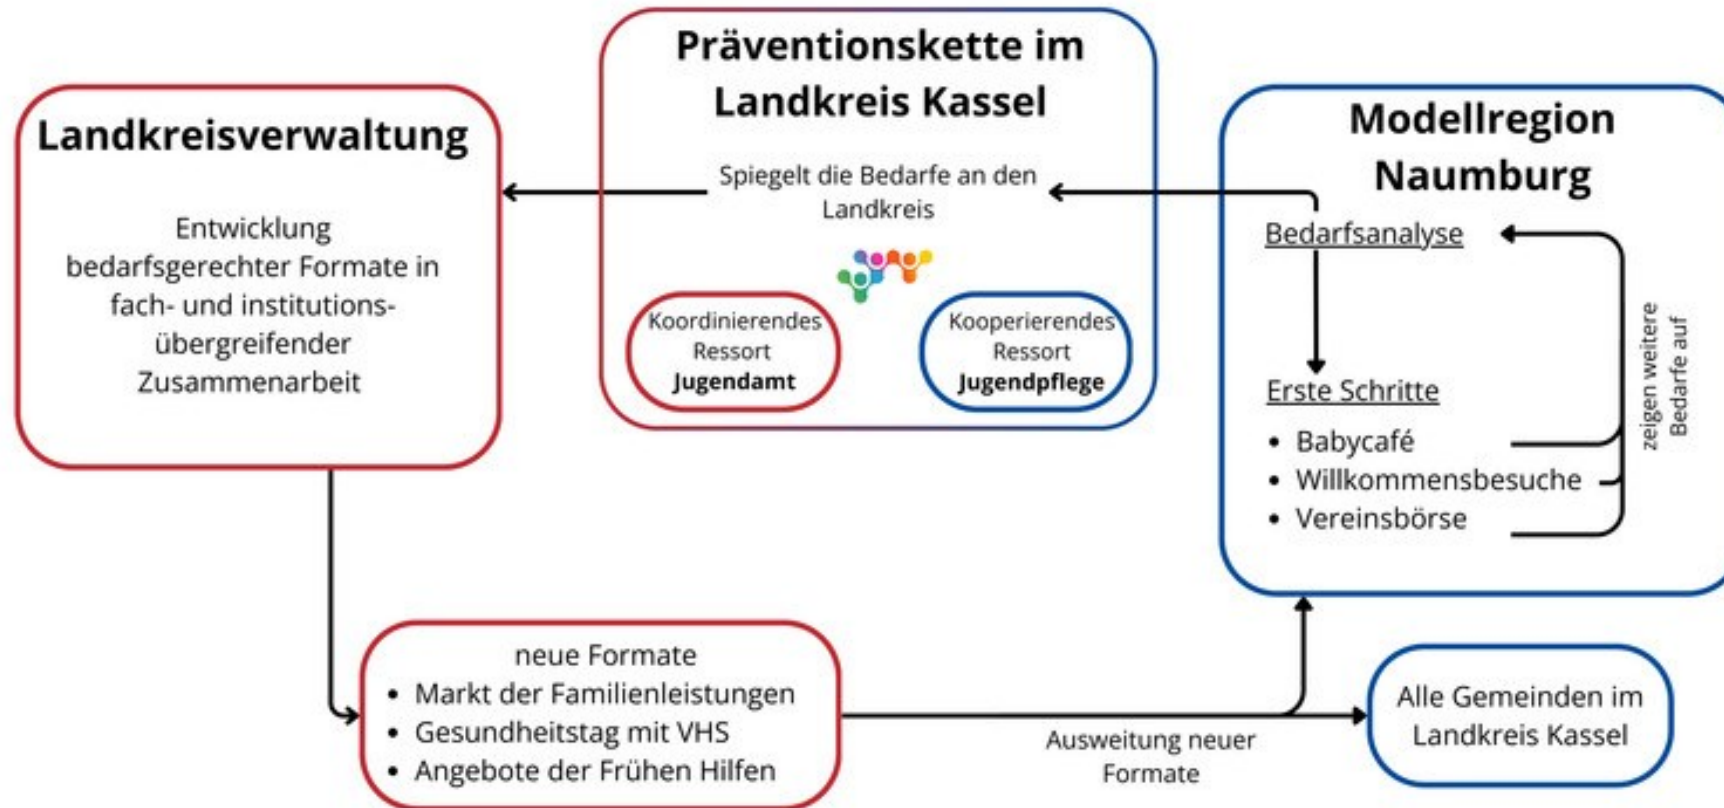 Landkreisverwaltung
Entwicklung
bedarfsgerechter Formate in
fach- und institutions-
übergreifender
Zusammenarbeit
Präventionskette im
Landkreis Kassel
Spiegelt die Bedarfe an den
Landkreis
Koordinierendes
Ressort
Jugendamt
Kooperierendes
Ressort
Jugendpflege
Modellregion
Naumburg
Bedarfsanalyse
Erste Schritte
• Babycafé
• Willkommensbesuche
• Vereinsbörse
zeigen weitere
Bedarfe auf
neue Formate
• Markt der Familienleistungen
• Gesundheitstag mit VHS
• Angebote der Frühen Hilfen
Ausweitung neuer
Formate
Alle Gemeinden im
Landkreis Kassel